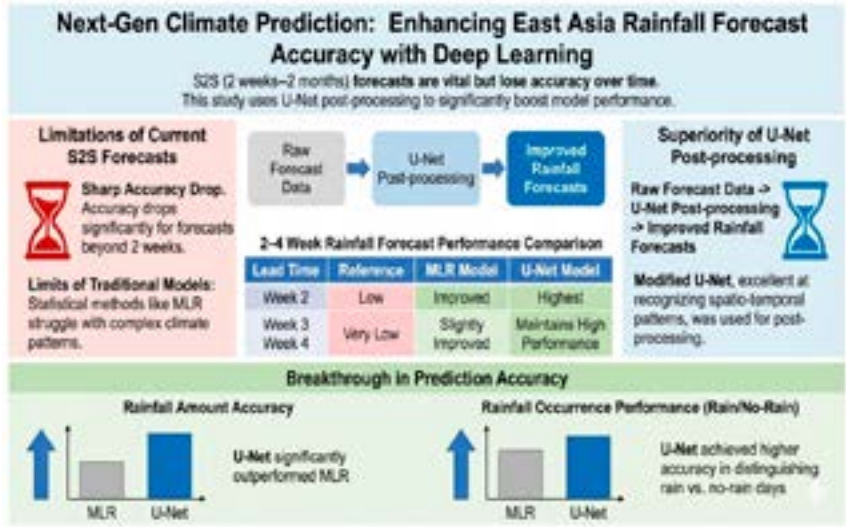 Next-Gen Climate Prediction: Enhancing East Asia Rainfall Forecast
Accuracy with Deep Learning
S2S (2 weeks–2 months) forecasts are vital but lose accuracy over time.
This study uses U-Net post-processing to significantly boost model performance.
Limitations of Current
S2S Forecasts
Sharp Accuracy Drop.
Accuracy drops
significantly for forecasts
beyond 2 weeks.
Limits of Traditional Models:
Statistical methods like MLR
struggle with complex climate
patterns.
Raw
Forecast
Data
U-Net
Post-processing
Improved
Rainfall
Forecasts
2–4 Week Rainfall Forecast Performance Comparison
Lead Time Reference MLR Model U-Net Model
Week 2 Low Improved Highest
Week 3
Week 4
Very Low
Slightly
Improved
Maintains High
Performance
Superiority of U-Net
Post-processing
Raw Forecast Data ->
U-Net Post-processing
-> Improved Rainfall
Forecasts
Modified U-Net, excellent at
recognizing spatio-temporal
patterns, was used for post-
processing.
Breakthrough in Prediction Accuracy
Rainfall Amount Accuracy
MLR U-Net
U-Net significantly
outperformed MLR
Rainfall Occurrence Performance (Rain/No-Rain)
MLR U-Net
U-Net achieved higher
accuracy in distinguishing
rain vs. no-rain days